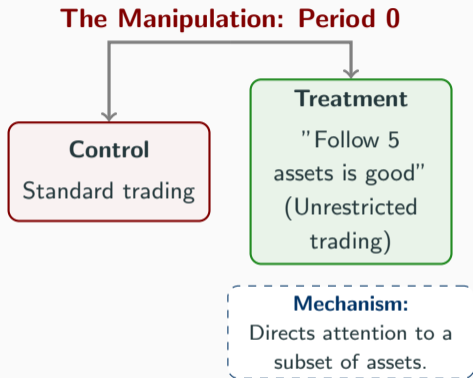 The Manipulation: Period 0
Control
Standard trading
Treatment
”Follow 5
assets is good”
(Unrestricted
trading)
Mechanism:
Directs attention to a
subset of assets.